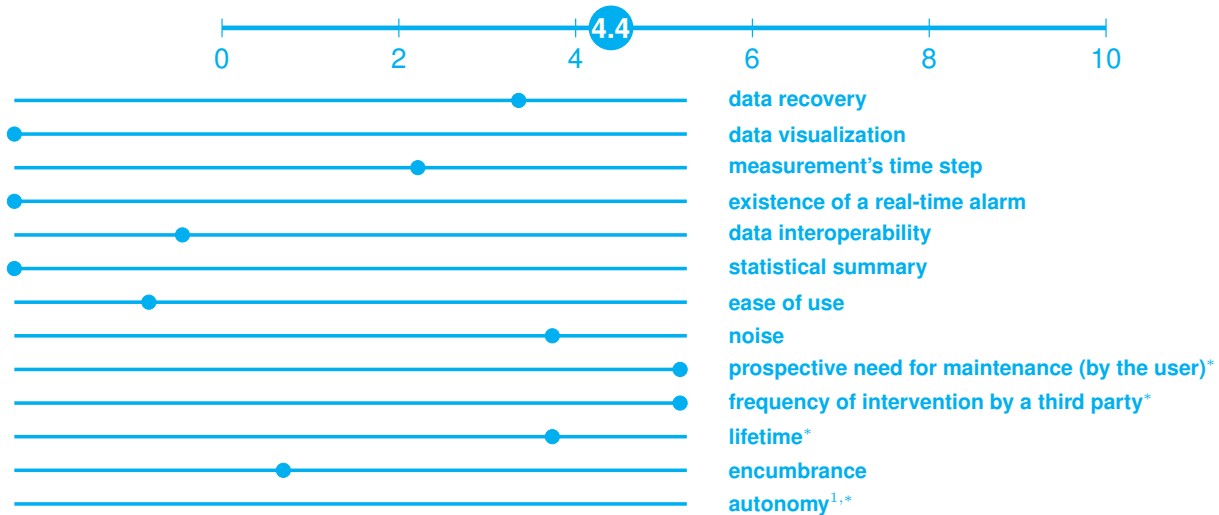 4.4
0 2 4 6 8 10
data recovery
data visualization
measurement's time step
existence of a real-time alarm
data interoperability
statistical summary
ease of use
noise
prospective need for maintenance (by the user)*
frequency of intervention by a third party*
lifetime*
encumbrance
autonomy1,*